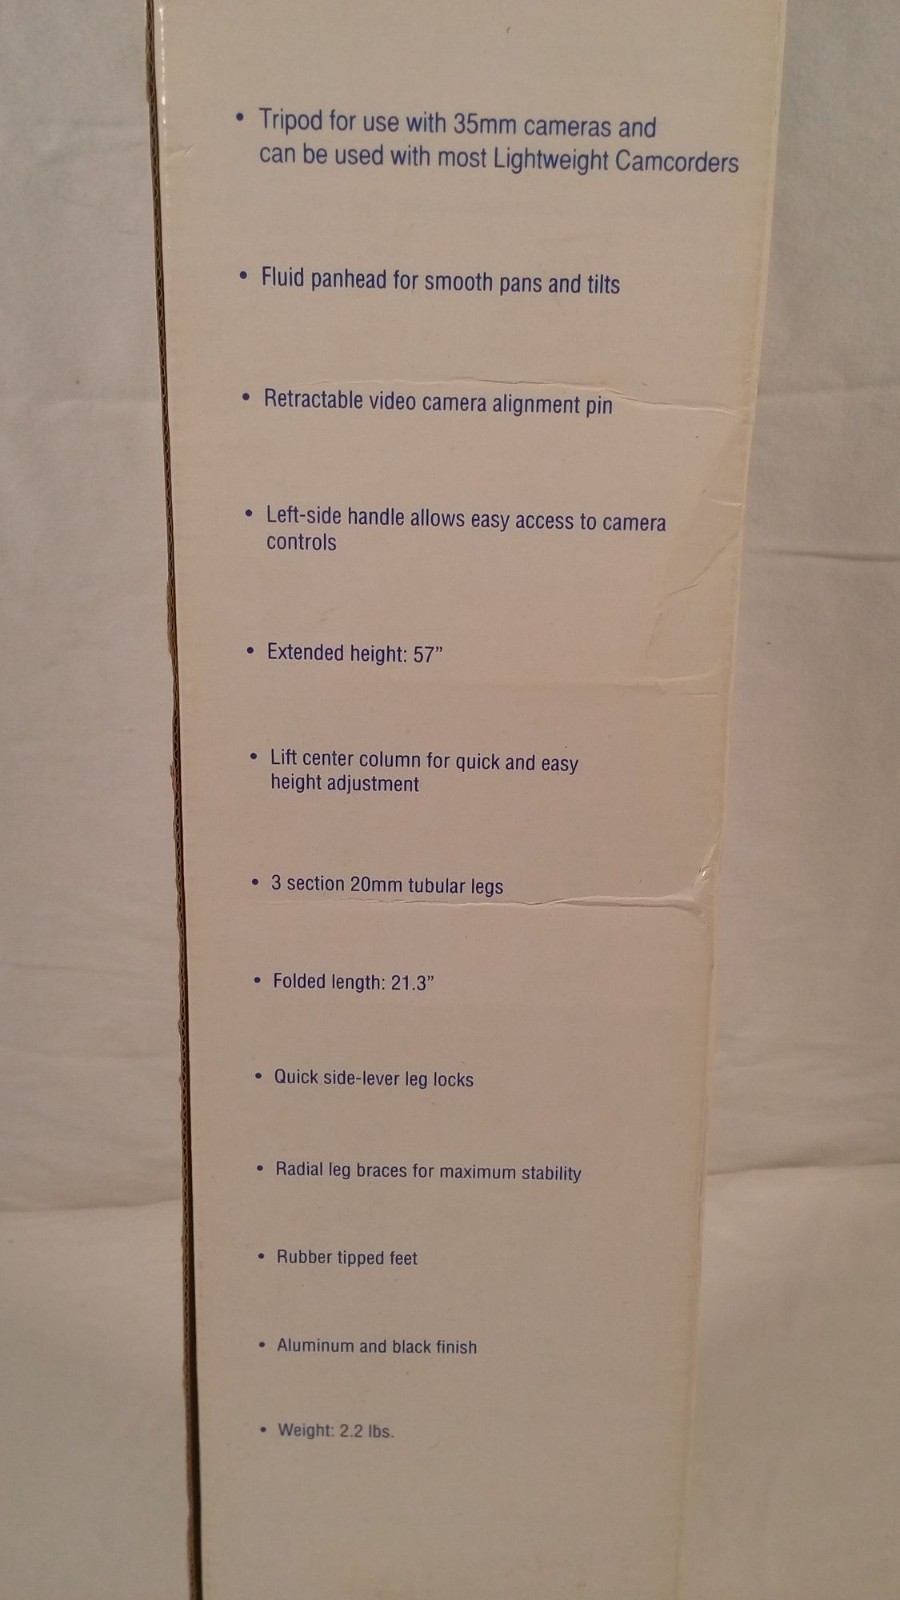 • Tripod for use with 35mm cameras and
can be used with most Lightweight Camcorders
• Fluid panhead for smooth pans and tilts
• Retractable video camera alignment pin
• Left-side handle allows easy access to camera
controls
• Extended height: 57”
• Lift center column for quick and easy
height adjustment
• 3 section 20mm tubular legs
• Folded length: 21.3”
• Quick side-lever leg locks
• Radial leg braces for maximum stability
• Rubber tipped feet
• Aluminum and black finish
• Weight: 2.2 lbs.